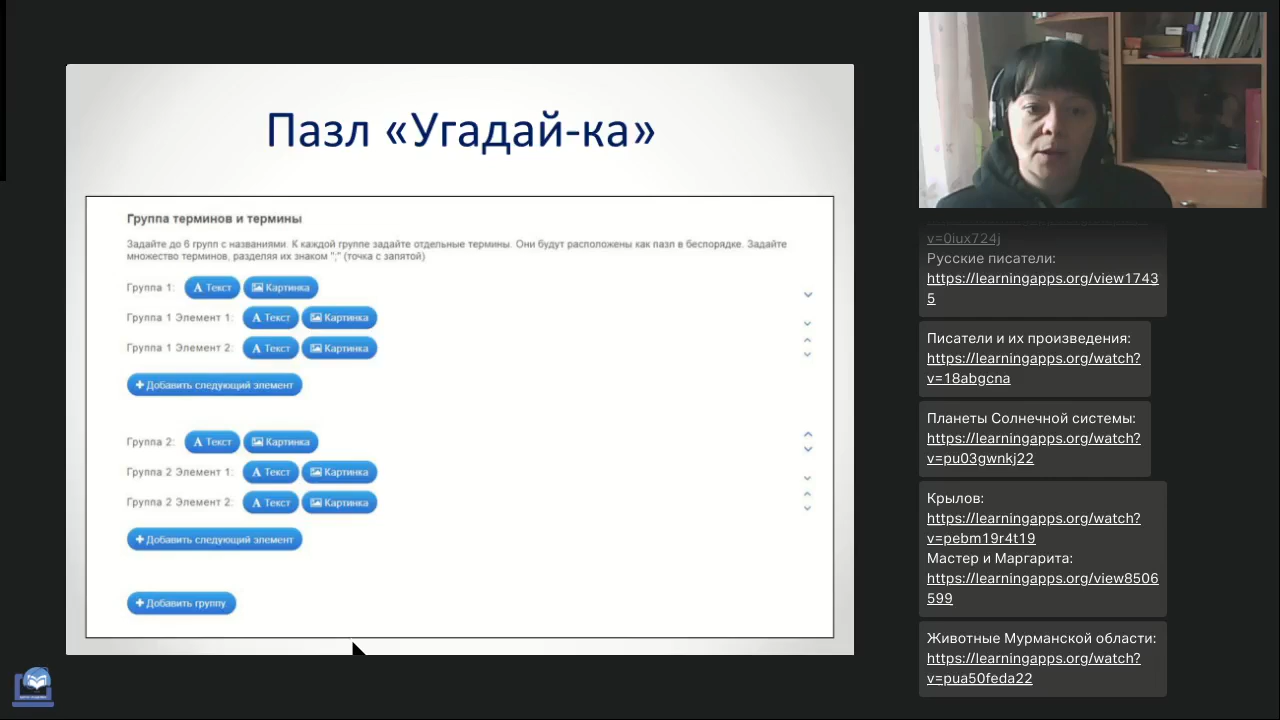 Пазл «Угадай-ка»
Группа терминов и термины
Задайте до 6 групп с названиями. К каждой группе задайте отдельные термины. Они будут расположены как пазл в беспорядке. Задайте
множество терминов, разделяя их знаком ";" (точка с запятой)
Группа 1: Текст Картинка
Группа 1 Элемент 1: Текст Картинка
Группа 1 Элемент 2: Текст Картинка
Добавить следующий элемент
Группа 2: Текст Картинка
Группа 2 Элемент 1: Текст Картинка
Группа 2 Элемент 2: Текст Картинка
Добавить следующий элемент
Добавить группу
v=0iux724j
Русские писатели:
https://learningapps.org/view1743
5
Писатели и их произведения:
https://learningapps.org/watch?
v=18abgcna
Планеты Солнечной системы:
https://learningapps.org/watch?
v=pu03gwnkj22
Крылов:
https://learningapps.org/watch?
v=pebm19r4t19
Мастер и Маргарита:
https://learningapps.org/view8506
599
Животные Мурманской области:
https://learningapps.org/watch?
v=pua50feda22